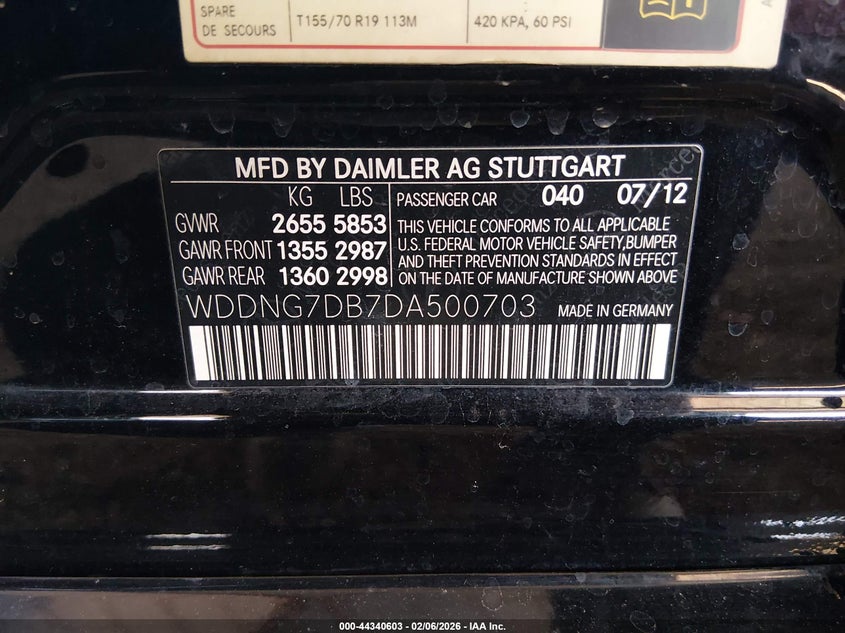 SPARE
DE SECOURS
T155/70 R19 113M
420 KPA, 60 PSI
MFD BY DAIMLER AG STUTTGART
KG LBS
GVWR 2655 5853
GAWR FRONT 1355 2987
GAWR REAR 1360 2998
PASSENGER CAR 040 07/12
THIS VEHICLE CONFORMS TO ALL APPLICABLE
U.S. FEDERAL MOTOR VEHICLE SAFETY,BUMPER
AND THEFT PREVENTION STANDARDS IN EFFECT
ON THE DATE OF MANUFACTURE SHOWN ABOVE
WDDNG7DB7DA500703 MADE IN GERMANY
000-44340603 - 02/06/2026 - IAA Inc.